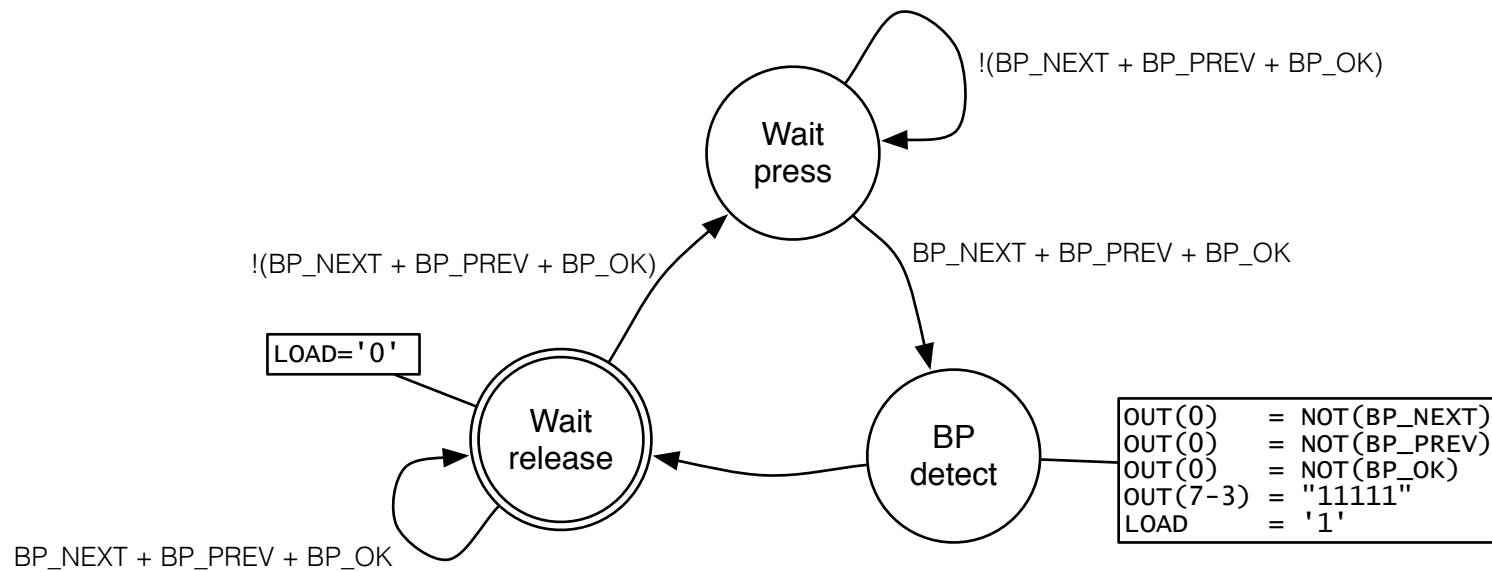 !(BP_NEXT + BP_PREV + BP_OK)
Wait
press
!(BP_NEXT + BP_PREV + BP_OK)
BP_NEXT + BP_PREV + BP_OK
LOAD='0'
Wait
release
BP
detect
OUT(0)   = NOT(BP_NEXT)
OUT(0)   = NOT(BP_PREV)
OUT(0)   = NOT(BP_OK)
OUT(7-3) = "11111"
LOAD     = '1'
BP_NEXT + BP_PREV + BP_OK